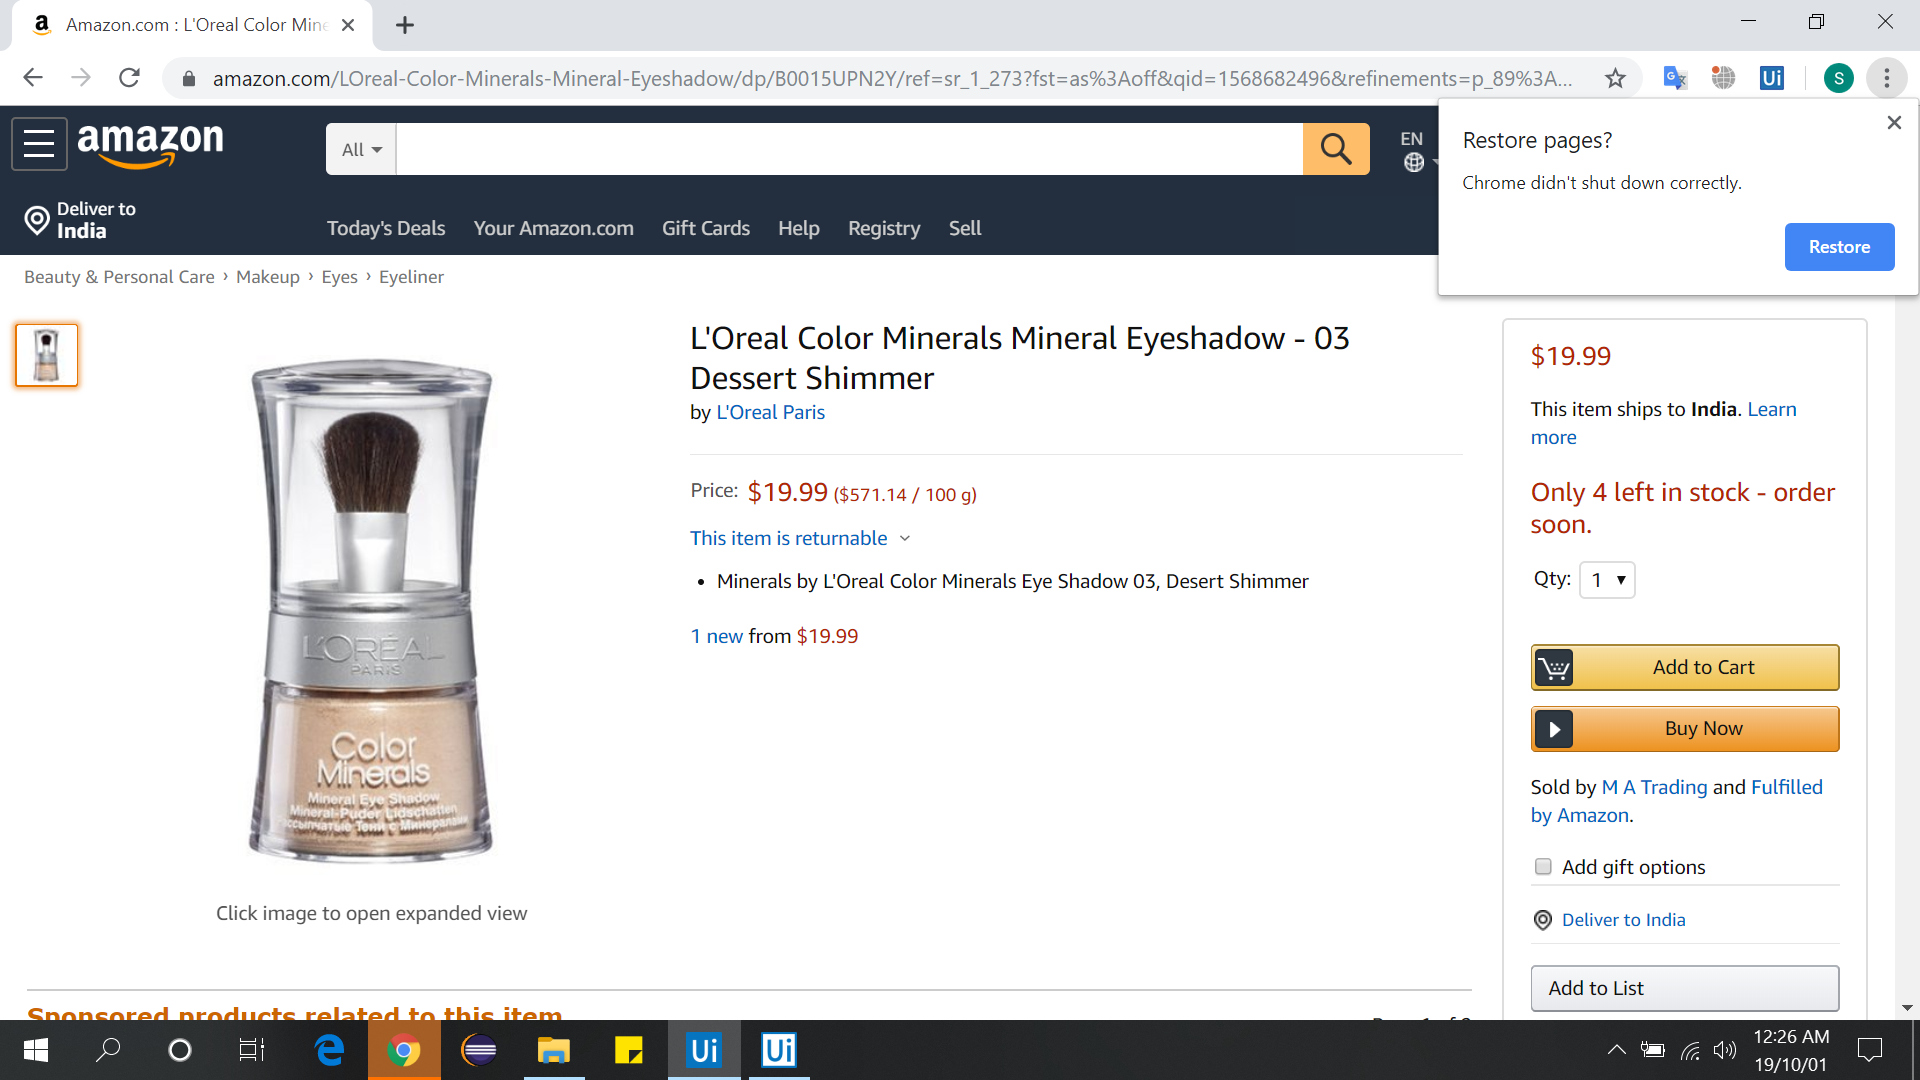 Amazon.com : L'Oreal Color Mine
amazon.com/LOreal-Color-Minerals-Mineral-Eyeshadow/dp/B0015UPN2Y/ref=sr_1_273?fst=as%3Aoff&qid=1568682496&refinements=p_89%3A...
Ui
S
Restore pages?
Chrome didn't shut down correctly.
Restore
amazon
All
EN
Deliver to
India
Today's Deals
Your Amazon.com
Gift Cards
Help
Registry
Sell
Beauty & Personal Care › Makeup › Eyes › Eyeliner
L'ORÉAL
PARIS
Color
Minerals
Mineral Eye Shadow
Mineral-Puder Lidschatten
Рассыпчатые Тени с Минералами
Click image to open expanded view
L'Oreal Color Minerals Mineral Eyeshadow - 03
Dessert Shimmer
by L'Oreal Paris
Price: $19.99 ($571.14 / 100 g)
This item is returnable
• Minerals by L'Oreal Color Minerals Eye Shadow 03, Desert Shimmer
1 new from $19.99
$19.99
This item ships to India. Learn
more
Only 4 left in stock - order
soon.
Qty: 1
Add to Cart
Buy Now
Sold by M A Trading and Fulfilled
by Amazon.
Add gift options
Deliver to India
Add to List
Sponsored products related to this item
Ui
Ui
12:26 AM
19/10/01